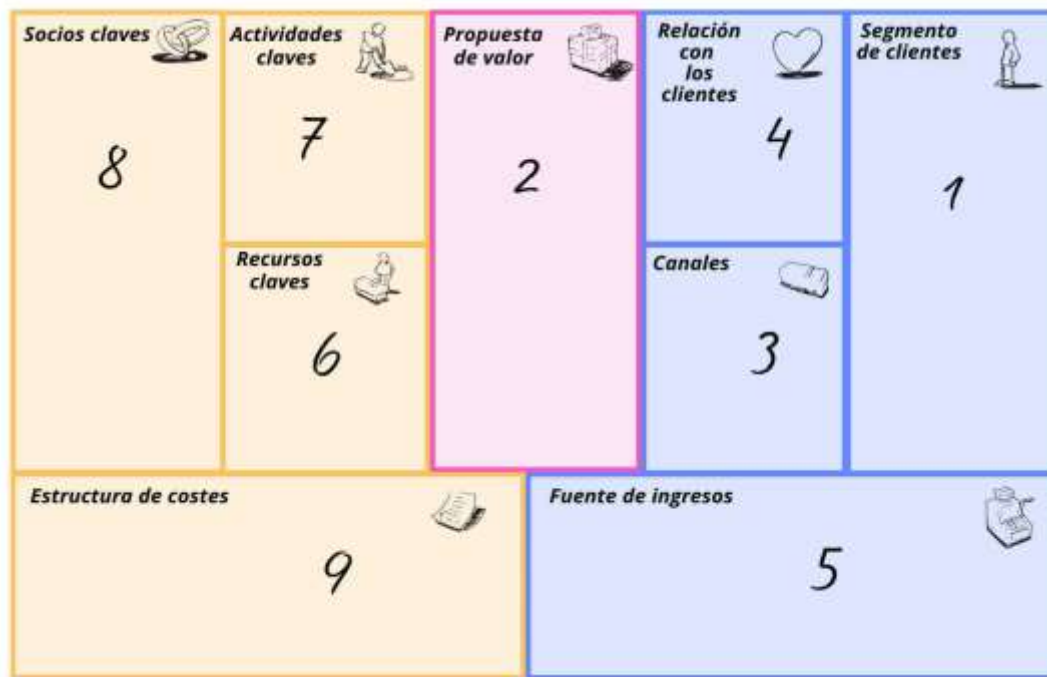 Socios claves
8
Actividades
claves
7
Recursos
claves
6
Propuesta
de valor
2
Relación
con
los
clientes
4
Canales
3
Segmento
de clientes
1
Estructura de costes
9
Fuente de ingresos
5